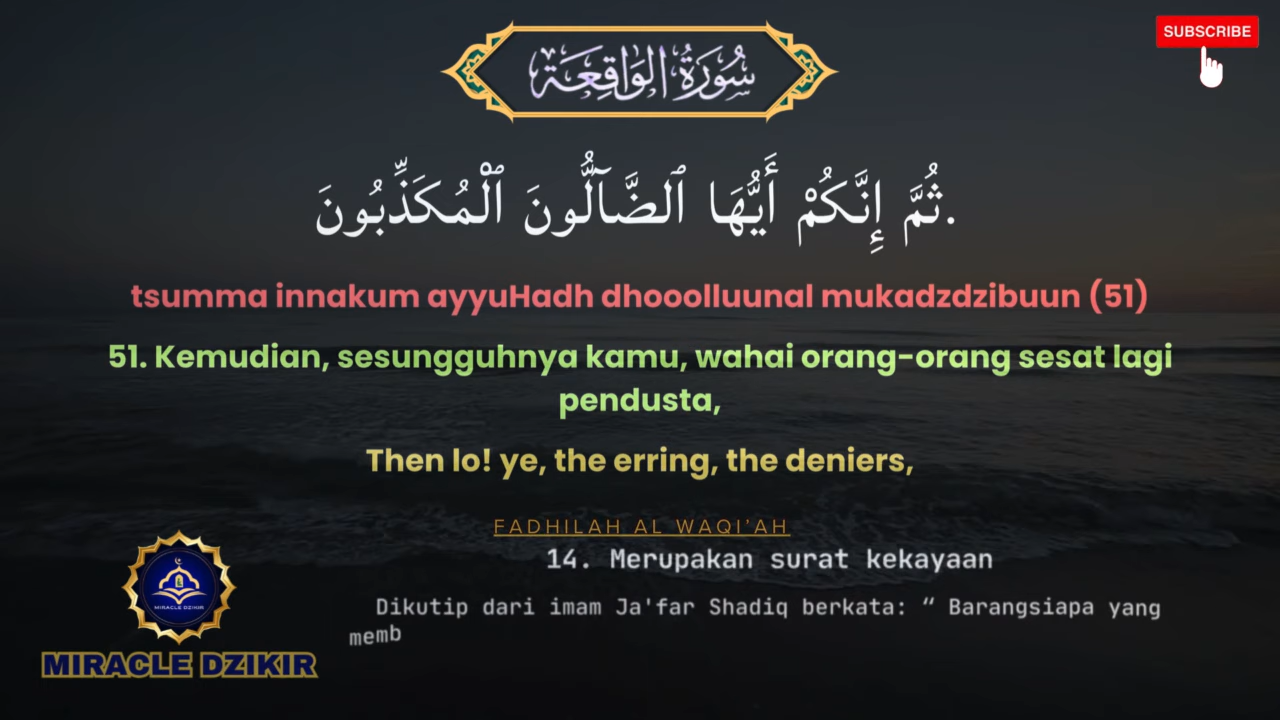 SUBSCRIBE
سُورَةُ الوَاقِعَة
ثُمَّ إِنَّكُمْ أَيُّهَا ٱلضَّآلُّونَ ٱلْمُكَذِّبُونَ.
tsumma innakum ayyuHadh dhooolluunal mukadzdzibuun (51)
51. Kemudian, sesungguhnya kamu, wahai orang-orang sesat lagi
pendusta,
Then lo! ye, the erring, the deniers,
FADHILAH AL WAQI'AH
14. Merupakan surat kekayaan
Dikutip dari imam Ja'far Shadiq berkata: “ Barangsiapa yang
memb
MIRACLE DZIKIR
MIRACLE DZIKIR